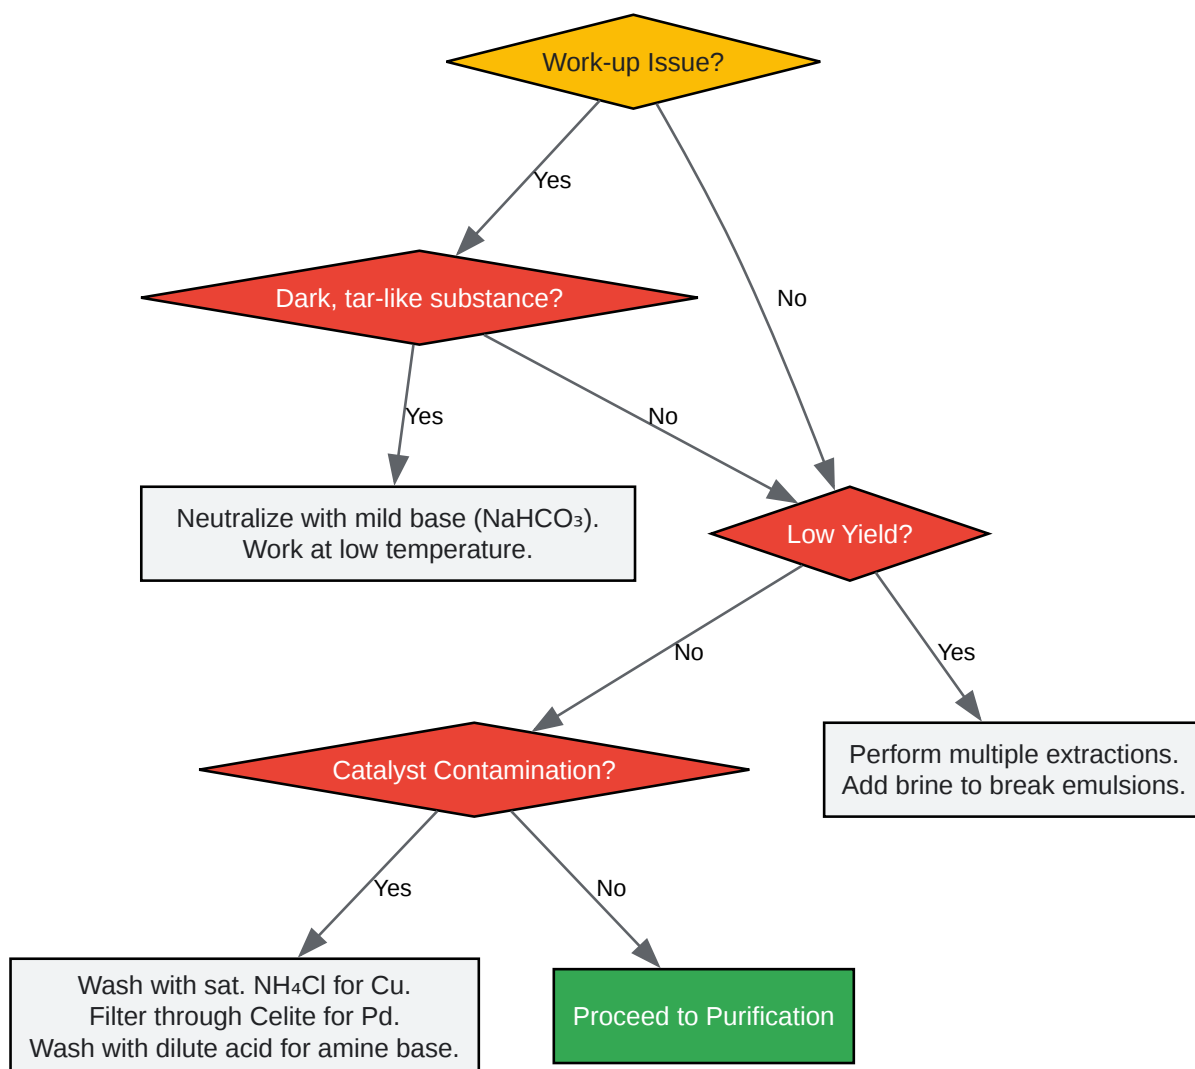 Work-up Issue?
Yes
No
Dark, tar-like substance?
Yes
No
Neutralize with mild base (NaHCO₃).
Work at low temperature.
Low Yield?
No
Yes
Catalyst Contamination?
Perform multiple extractions.
Add brine to break emulsions.
Yes
No
Wash with sat. NH₄Cl for Cu.
Filter through Celite for Pd.
Wash with dilute acid for amine base.
Proceed to Purification